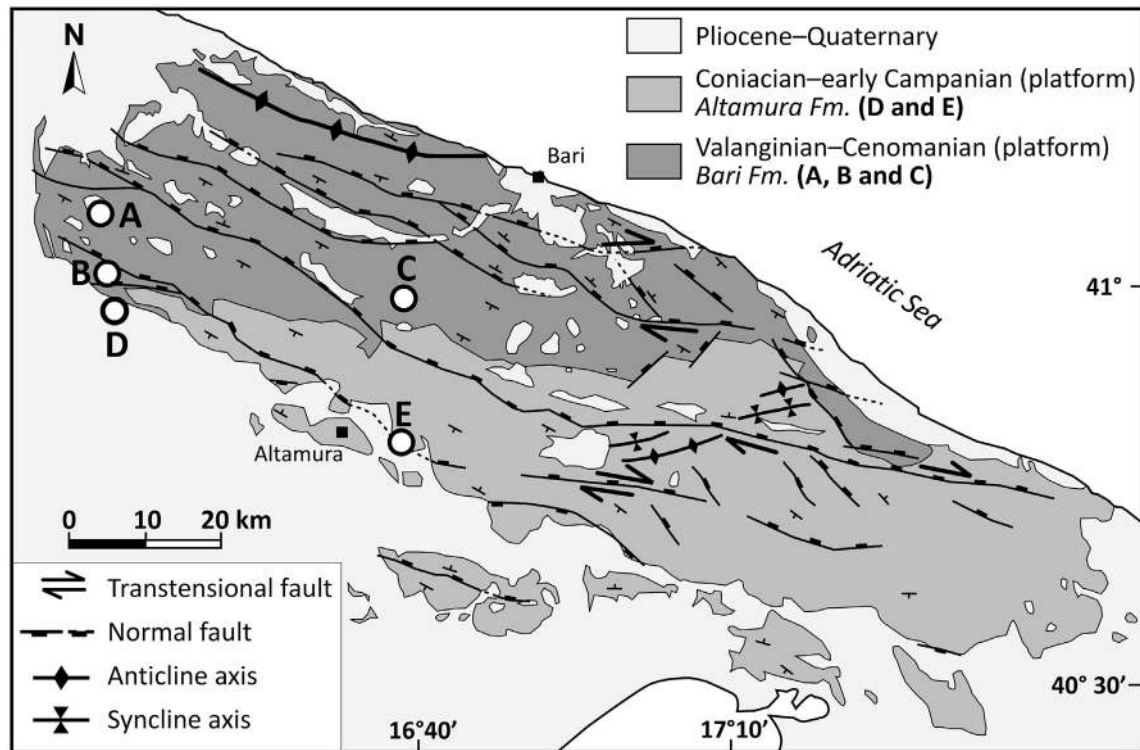 N
Pliocene–Quaternary
Coniacian–early Campanian (platform)
Altamura Fm. (D and E)
Valanginian–Cenomanian (platform)
Bari Fm. (A, B and C)
Bari
A
B
C
D
E
Adriatic Sea
41°
Altamura
0 10 20 km
Transtensional fault
Normal fault
Anticline axis
Syncline axis
16°40’
17°10’
40° 30’